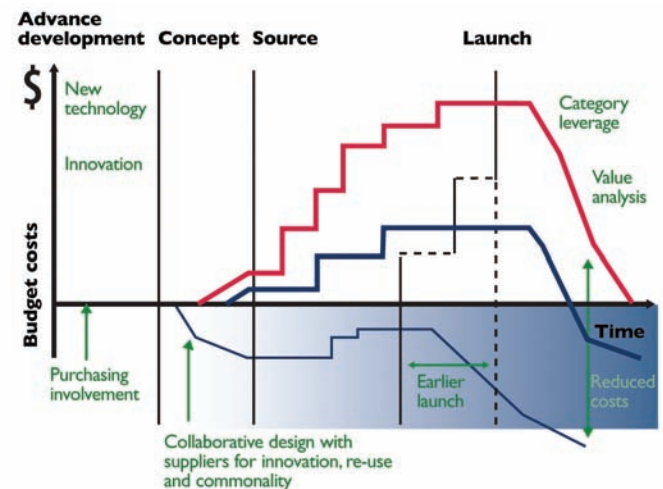 Advance
development Concept Source Launch
$
New
technology
Innovation
Category
leverage
Value
analysis
Budget costs
Time
Purchasing
involvement
Earlier
launch
Reduced
costs
Collaborative design with
suppliers for innovation, re-use
and commonality